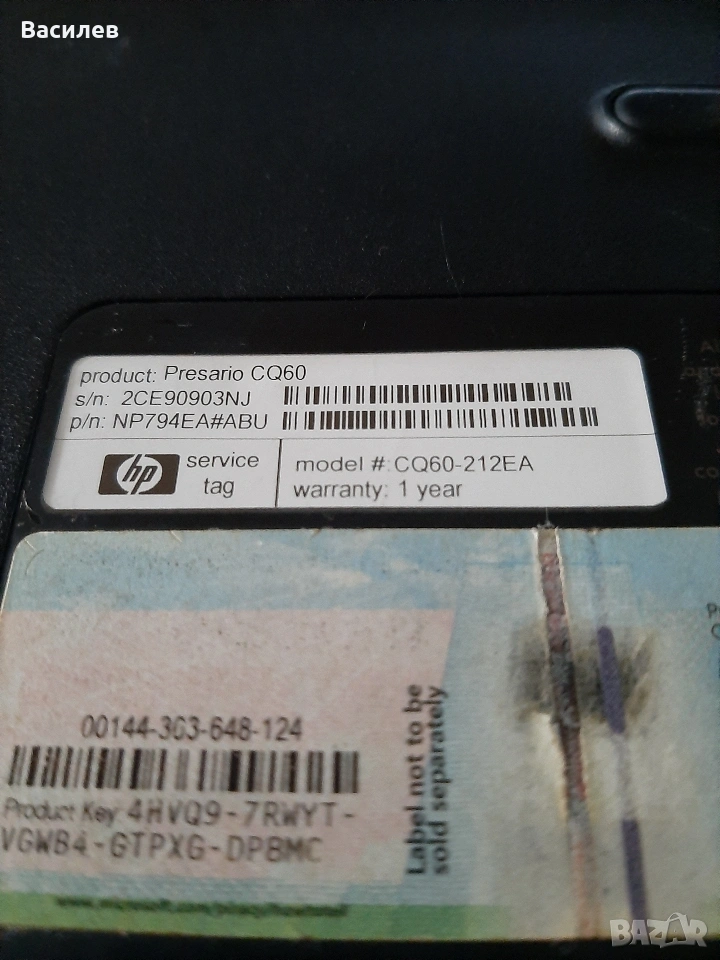 Василев
product: Presario CQ60
s/n: 2CE90903NJ
p/n: NP794EA#ABU
hp
service
tag
model #:CQ60-212EA
warranty: 1 year
00144-303-648-124
Product Key: 4HVQ9-7RWYT-
VGWB4-GTPXG-DP8MC
Label not to be
sold separately
BAZAR